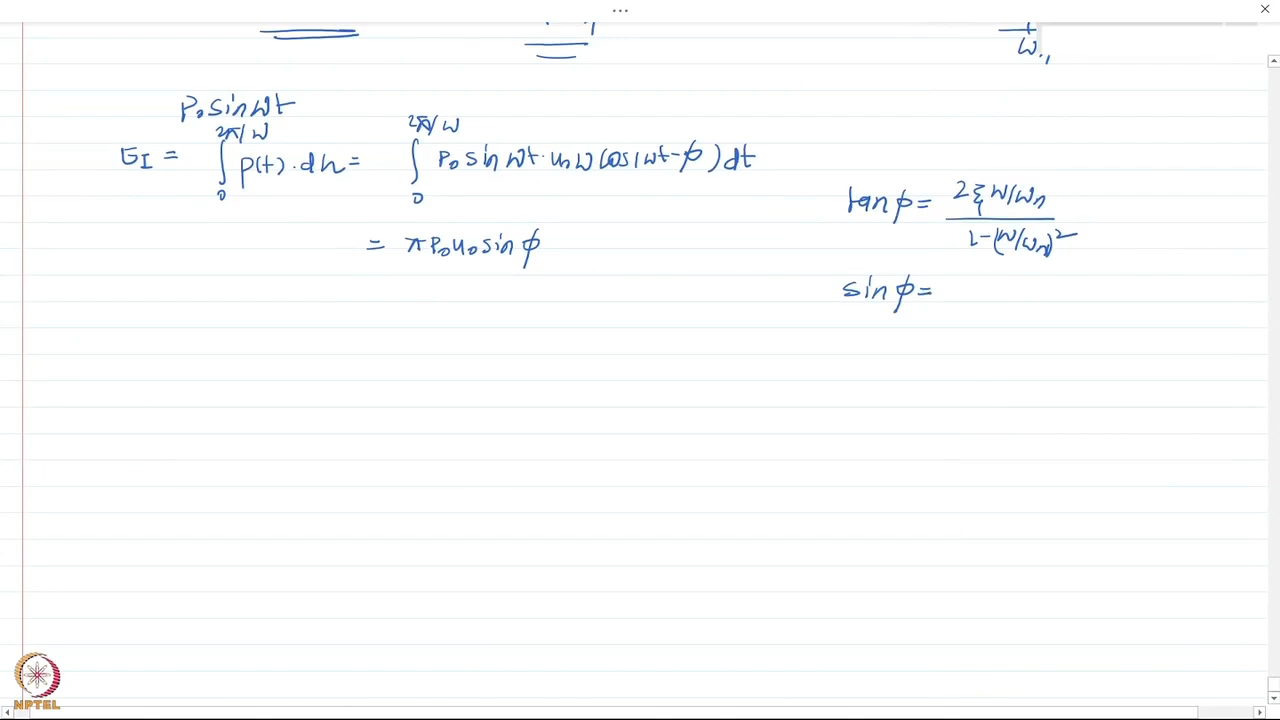 ω
P₀ sin ωt
E_I = ∫₀^{2π/ω} p(t) · du = ∫₀^{2π/ω} P₀ sin ωt · u₀ ω cos(ωt - φ) dt
= π P₀ u₀ sin φ
tan φ = 2ξ ω/ωₙ / 1-(ω/ωₙ)²
sin φ =
NPTEL